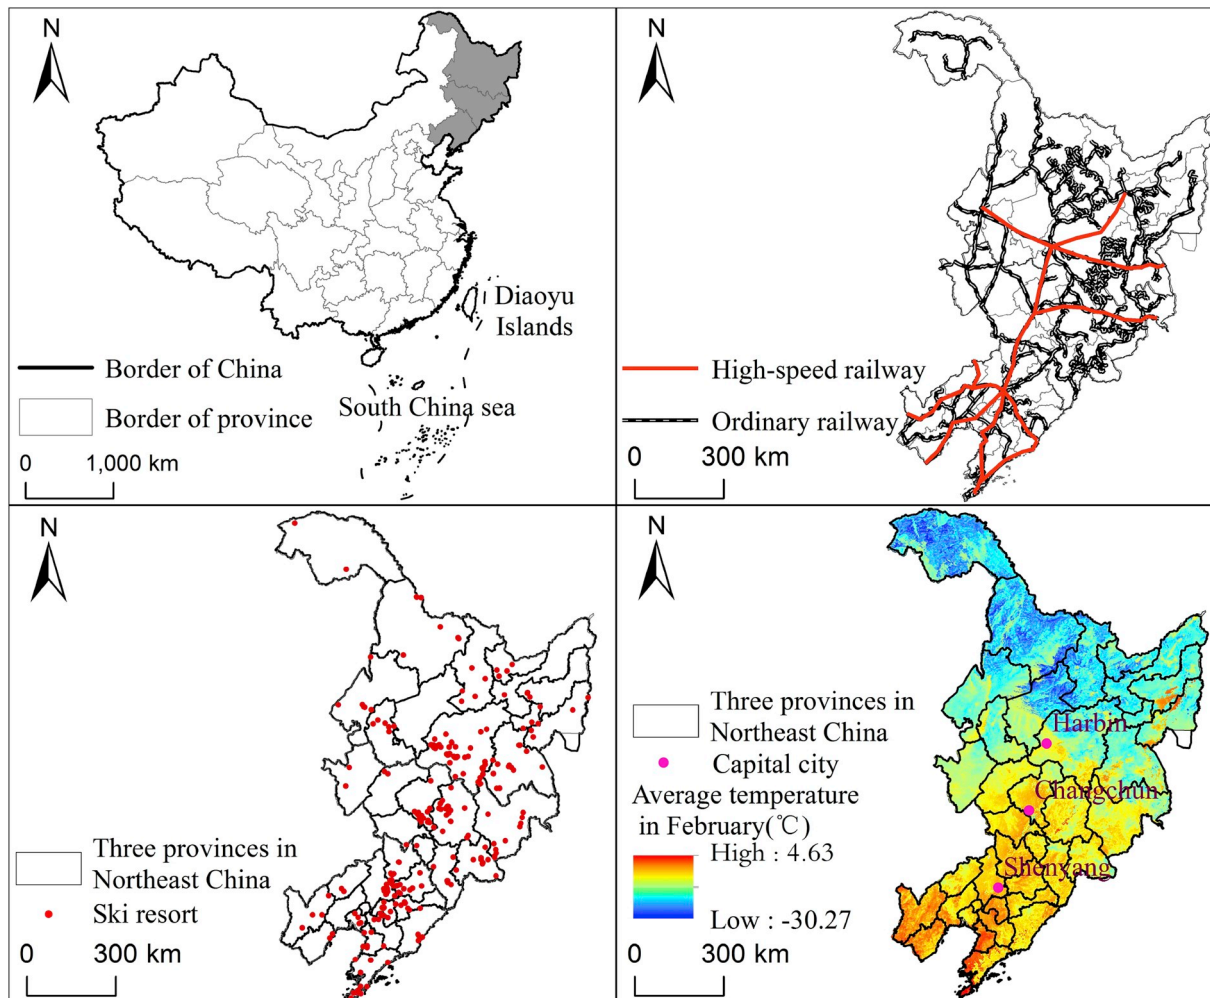 N
Diaoyu
Islands
Border of China
South China sea
Border of province
0 1,000 km
N
High-speed railway
Ordinary railway
0 300 km
N
Three provinces in
Northeast China
Ski resort
0 300 km
N
Three provinces in
Northeast China
Capital city
Average temperature
in February(℃)
High : 4.63
Low : -30.27
Harbin
Changchun
Shenyang
0 300 km